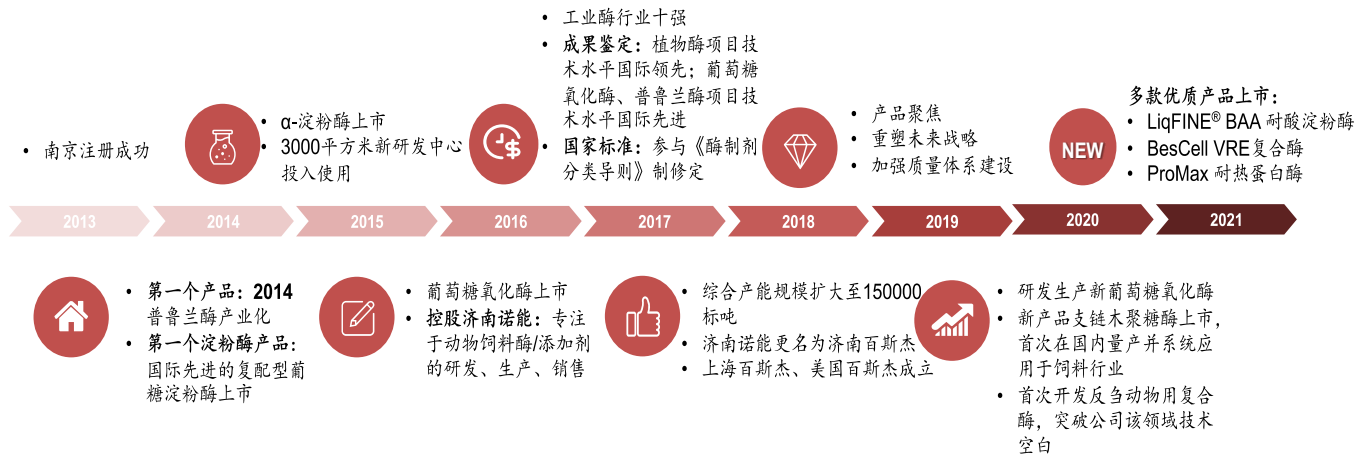 • 南京注册成功
• α-淀粉酶上市
• 3000平方米新研发中心
投入使用
• 工业酶行业十强
• 成果鉴定：植物酶项目技
术水平国际领先；葡萄糖
氧化酶、普鲁兰酶项目技
术水平国际先进
• 国家标准：参与《酶制剂
分类导则》制修定
• 产品聚焦
• 重塑未来战略
• 加强质量体系建设
NEW
多款优质产品上市：
• LiqFINE® BAA 耐酸淀粉酶
• BesCell VRE复合酶
• ProMax 耐热蛋白酶
2013
2014
2015
2016
2017
2018
2019
2020
2021
• 第一个产品：2014
普鲁兰酶产业化
• 第一个淀粉酶产品：
国际先进的复配型葡
糖淀粉酶上市
• 葡萄糖氧化酶上市
• 控股济南诺能：专注
于动物饲料酶/添加剂
的研发、生产、销售
• 综合产能规模扩大至150000
标吨
• 济南诺能更名为济南百斯杰
• 上海百斯杰、美国百斯杰成立
• 研发生产新葡萄糖氧化酶
• 新产品支链木聚糖酶上市，
首次在国内量产并系统应
用于饲料行业
• 首次开发反刍动物用复合
酶，突破公司该领域技术
空白